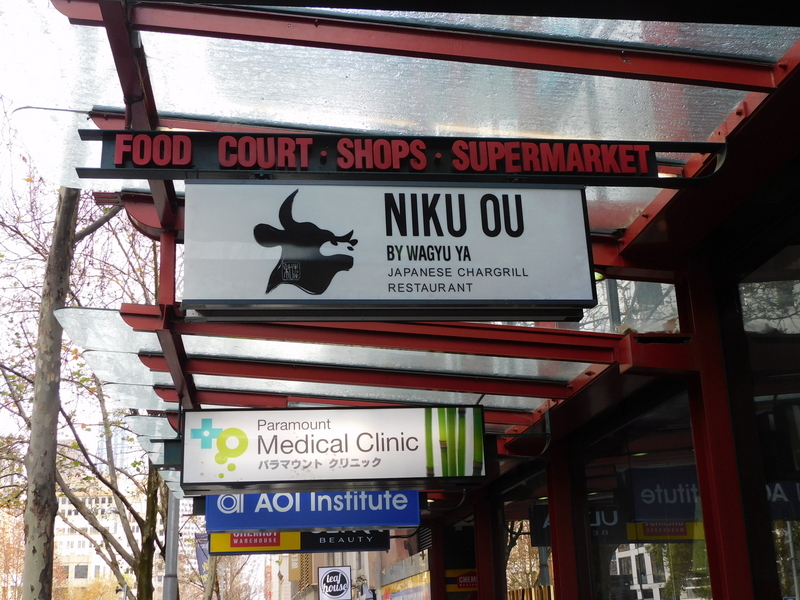 FOOD COURT · SHOPS · SUPERMARKET
NIKU OU
BY WAGYU YA
JAPANESE CHARGRILL
RESTAURANT
Paramount
Medical Clinic
パラマウント クリニック
AOI Institute
CHEMIST
WAREHOUSE
BEAUTY
leaf
house